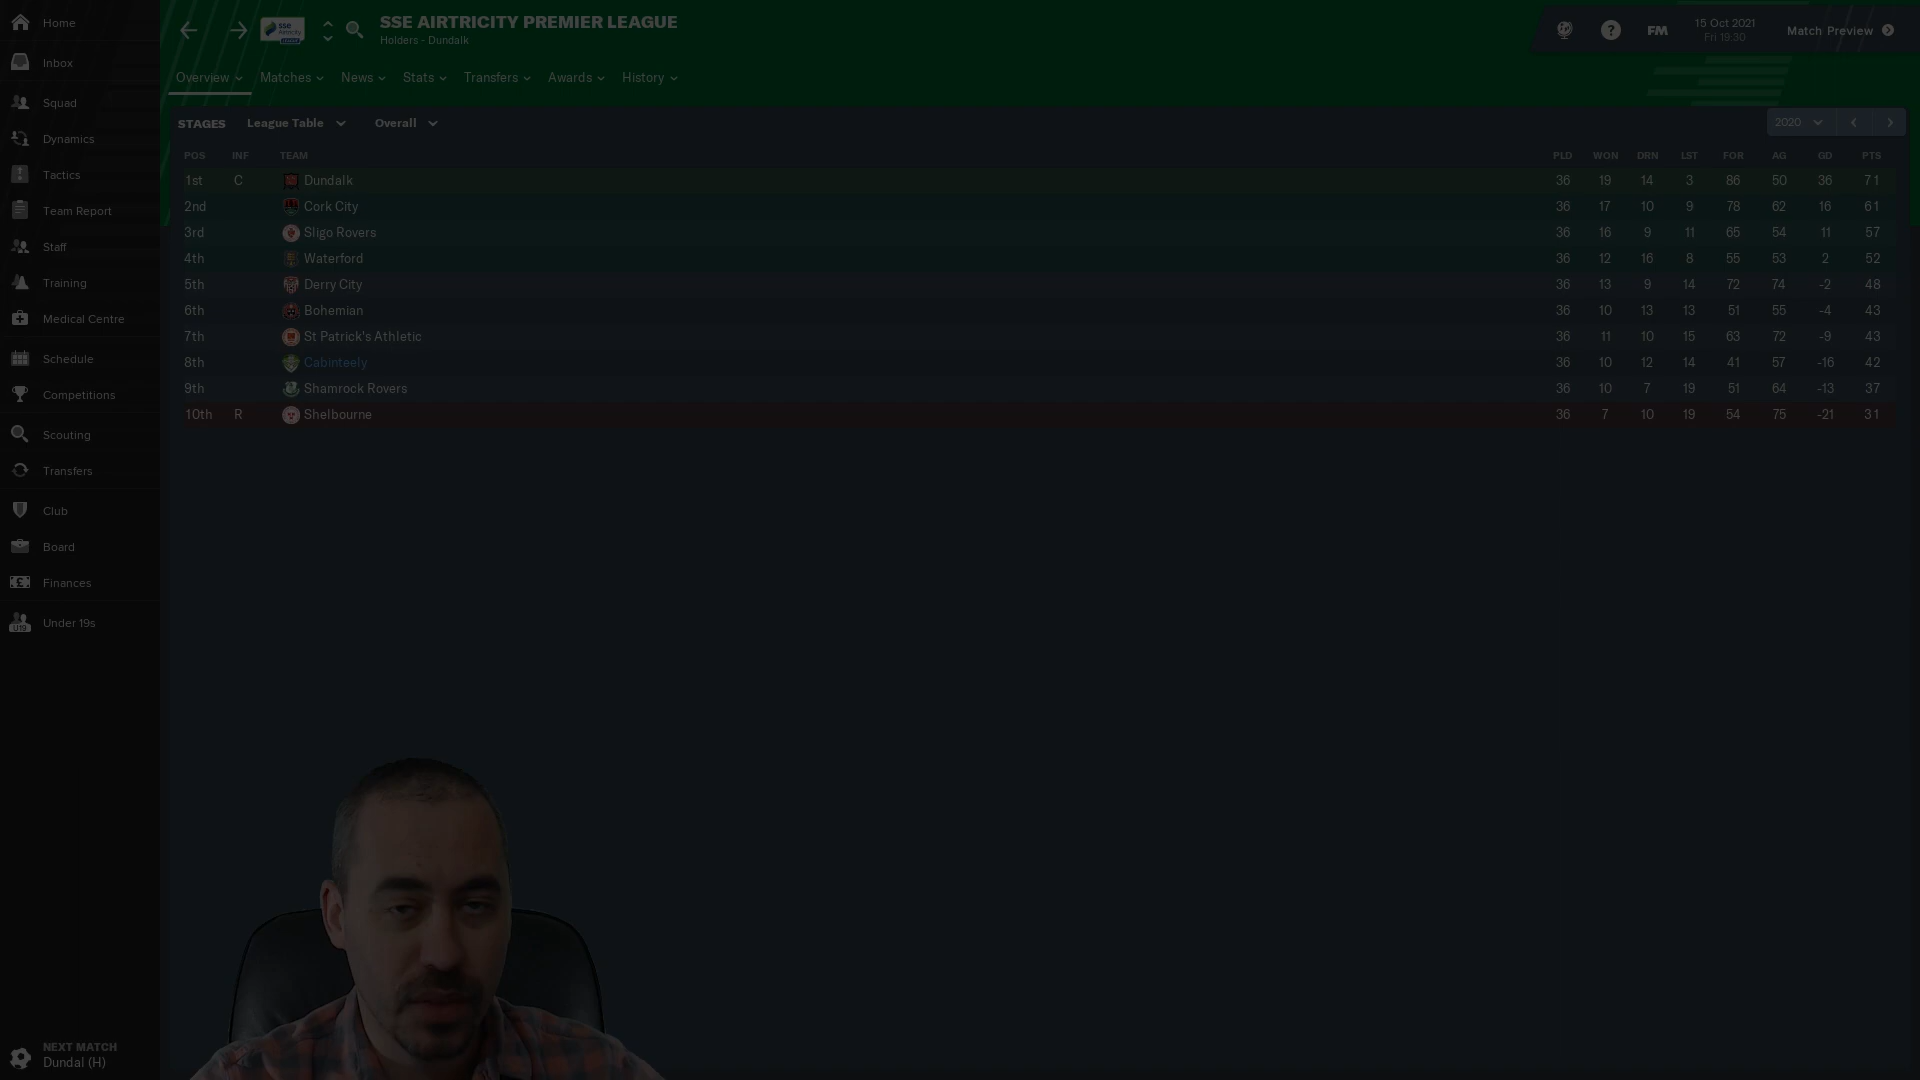 Home
Inbox
Squad
Dynamics
Tactics
Team Report
Staff
Training
Medical Centre
Schedule
Competitions
Scouting
Transfers
Club
Board
Finances
U19
Under 19s
NEXT MATCH
Dundal (H)
sse
Airtricity
SSE AIRTRICITY PREMIER LEAGUE
Holders - Dundalk
?
FM
15 Oct 2021
Fri 19:30
Match Preview
Overview Matches News Stats Transfers Awards History
STAGES League Table Overall 2020
POS INF TEAM PLD WON DRN LST FOR AG GD PTS
1st C Dundalk 36 19 14 3 86 50 36 71
2nd Cork City 36 17 10 9 78 62 16 61
3rd Sligo Rovers 36 16 9 11 65 54 11 57
4th Waterford 36 12 16 8 55 53 2 52
5th Derry City 36 13 9 14 72 74 -2 48
6th Bohemian 36 10 13 13 51 55 -4 43
7th St Patrick's Athletic 36 11 10 15 63 72 -9 43
8th Cabinteely 36 10 12 14 41 57 -16 42
9th Shamrock Rovers 36 10 7 19 51 64 -13 37
10th R Shelbourne 36 7 10 19 54 75 -21 31